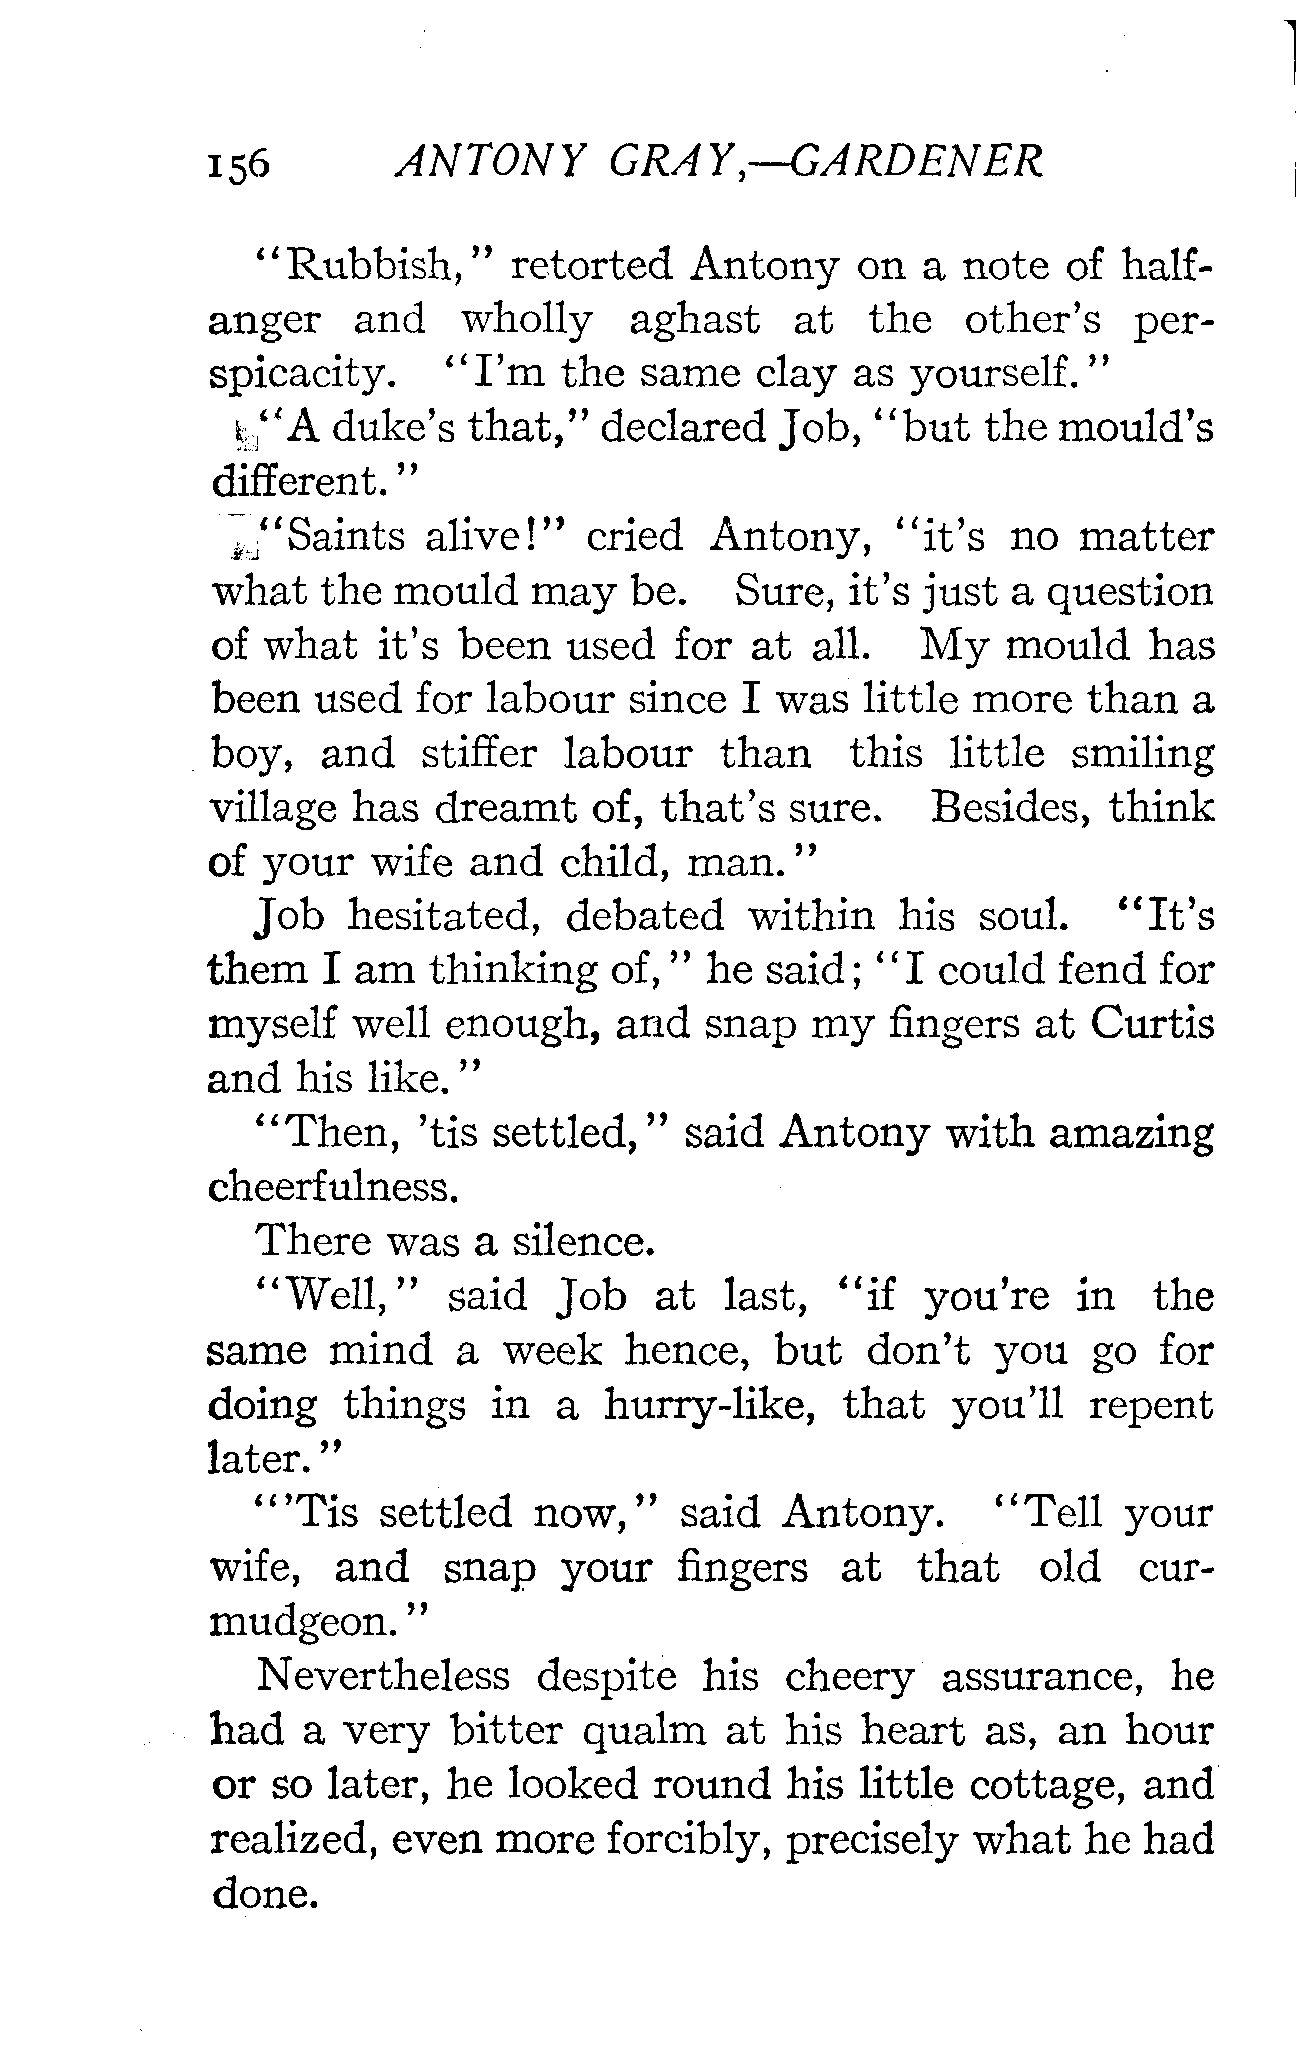 156 ANTONY GRAY,—GARDENER
"Rubbish," retorted Antony on a note of half-
anger and wholly aghast at the other's per-
spicacity. "I'm the same clay as yourself."
"A duke's that," declared Job, "but the mould's
different."
"Saints alive!" cried Antony, "it's no matter
what the mould may be. Sure, it's just a question
of what it's been used for at all. My mould has
been used for labour since I was little more than a
boy, and stiffer labour than this little smiling
village has dreamt of, that's sure. Besides, think
of your wife and child, man."
Job hesitated, debated within his soul. "It's
them I am thinking of," he said; "I could fend for
myself well enough, and snap my fingers at Curtis
and his like."
"Then, 'tis settled," said Antony with amazing
cheerfulness.
There was a silence.
"Well," said Job at last, "if you're in the
same mind a week hence, but don't you go for
doing things in a hurry-like, that you'll repent
later."
"'Tis settled now," said Antony. "Tell your
wife, and snap your fingers at that old cur-
mudgeon."
Nevertheless despite his cheery assurance, he
had a very bitter qualm at his heart as, an hour
or so later, he looked round his little cottage, and
realized, even more forcibly, precisely what he had
done.